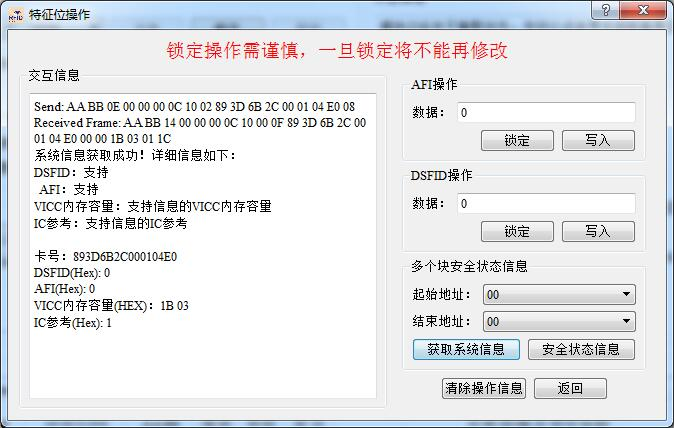 RFID 特征位操作
锁定操作需谨慎，一旦锁定将不能再修改
交互信息
Send: AA BB 0E 00 00 00 0C 10 02 89 3D 6B 2C 00 01 04 E0 08
Received Frame: AA BB 14 00 00 00 0C 10 00 0F 89 3D 6B 2C 00
01 04 E0 00 00 1B 03 01 1C
系统信息获取成功！详细信息如下：
DSFID：支持
AFI：支持
VICC内存容量：支持信息的VICC内存容量
IC参考：支持信息的IC参考
卡号：893D6B2C000104E0
DSFID(Hex): 0
AFI(Hex): 0
VICC内存容量(HEX)：1B 03
IC参考(Hex): 1
AFI操作
数据： 0
锁定 写入
DSFID操作
数据： 0
锁定 写入
多个块安全状态信息
起始地址： 00
结束地址： 00
获取系统信息 安全状态信息
清除操作信息 返回